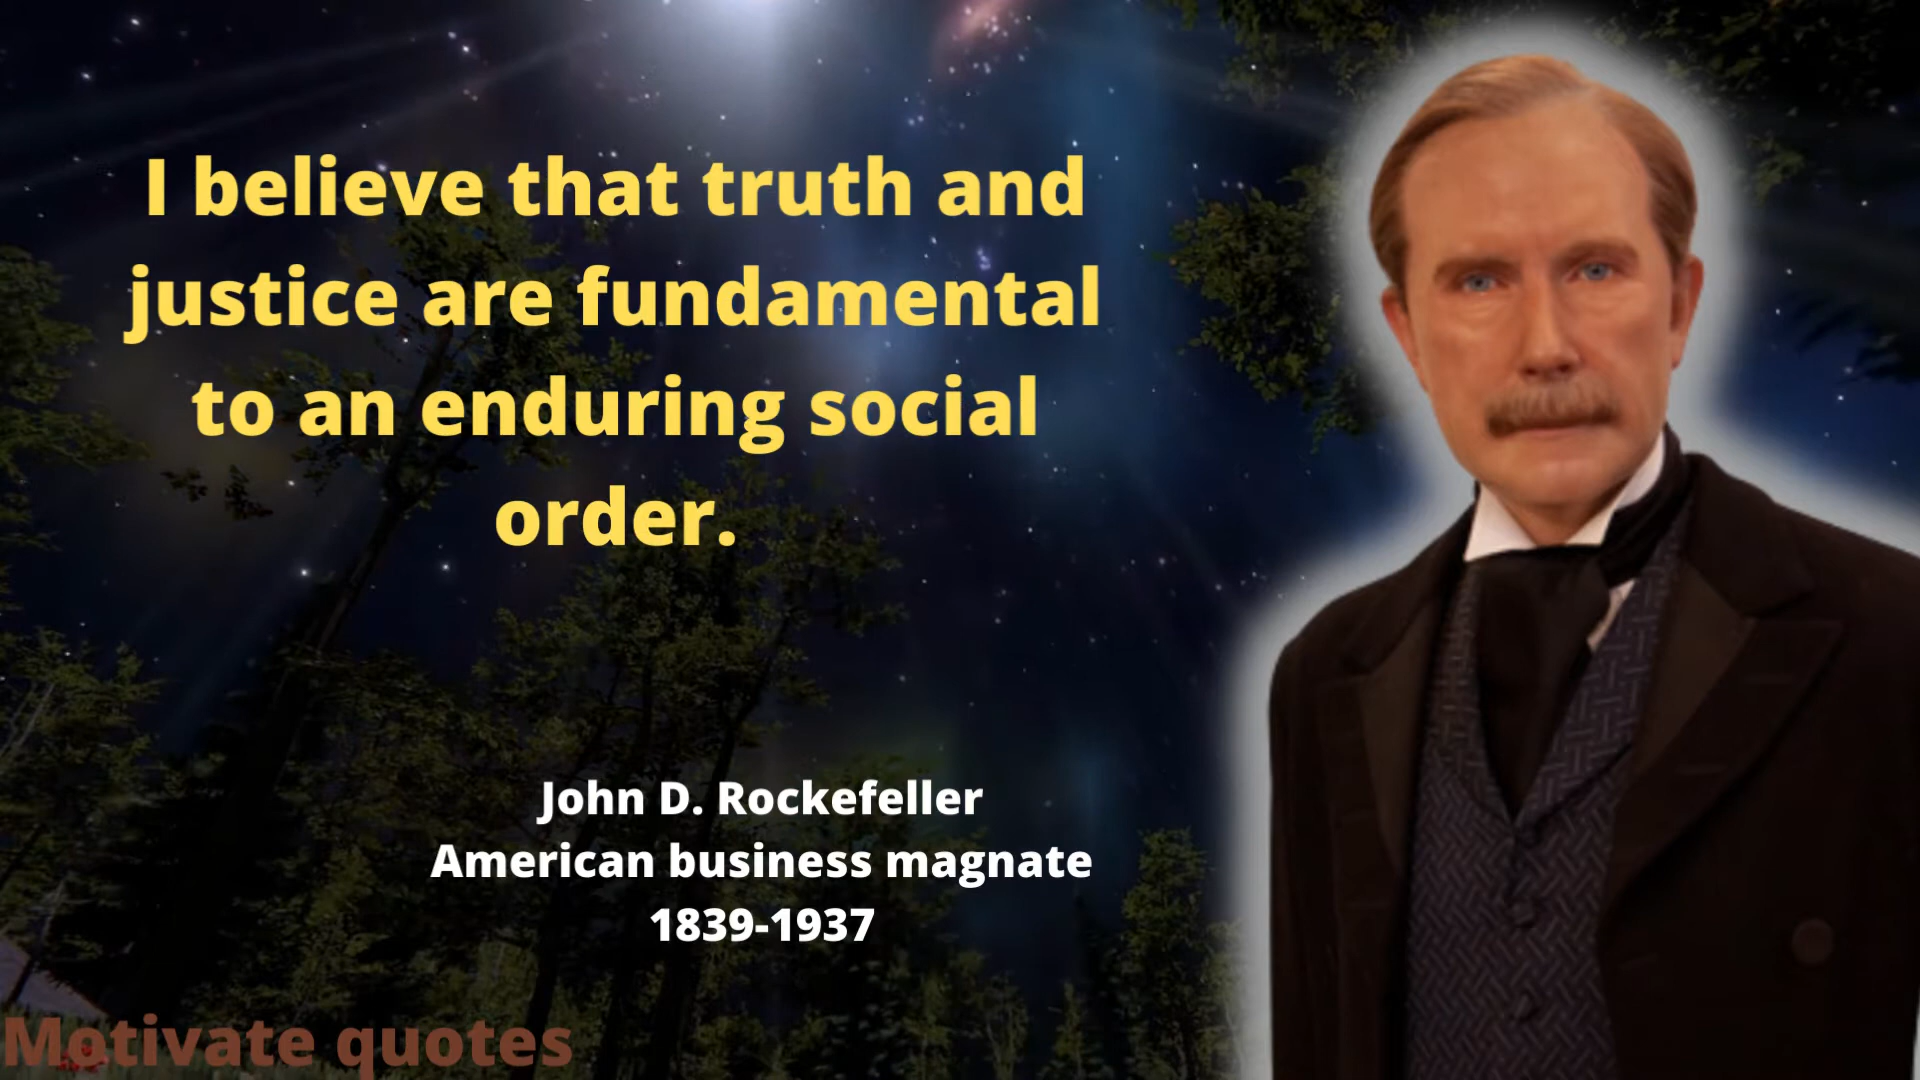 I believe that truth and
justice are fundamental
to an enduring social
order.
John D. Rockefeller
American business magnate
1839-1937
Motivate quotes